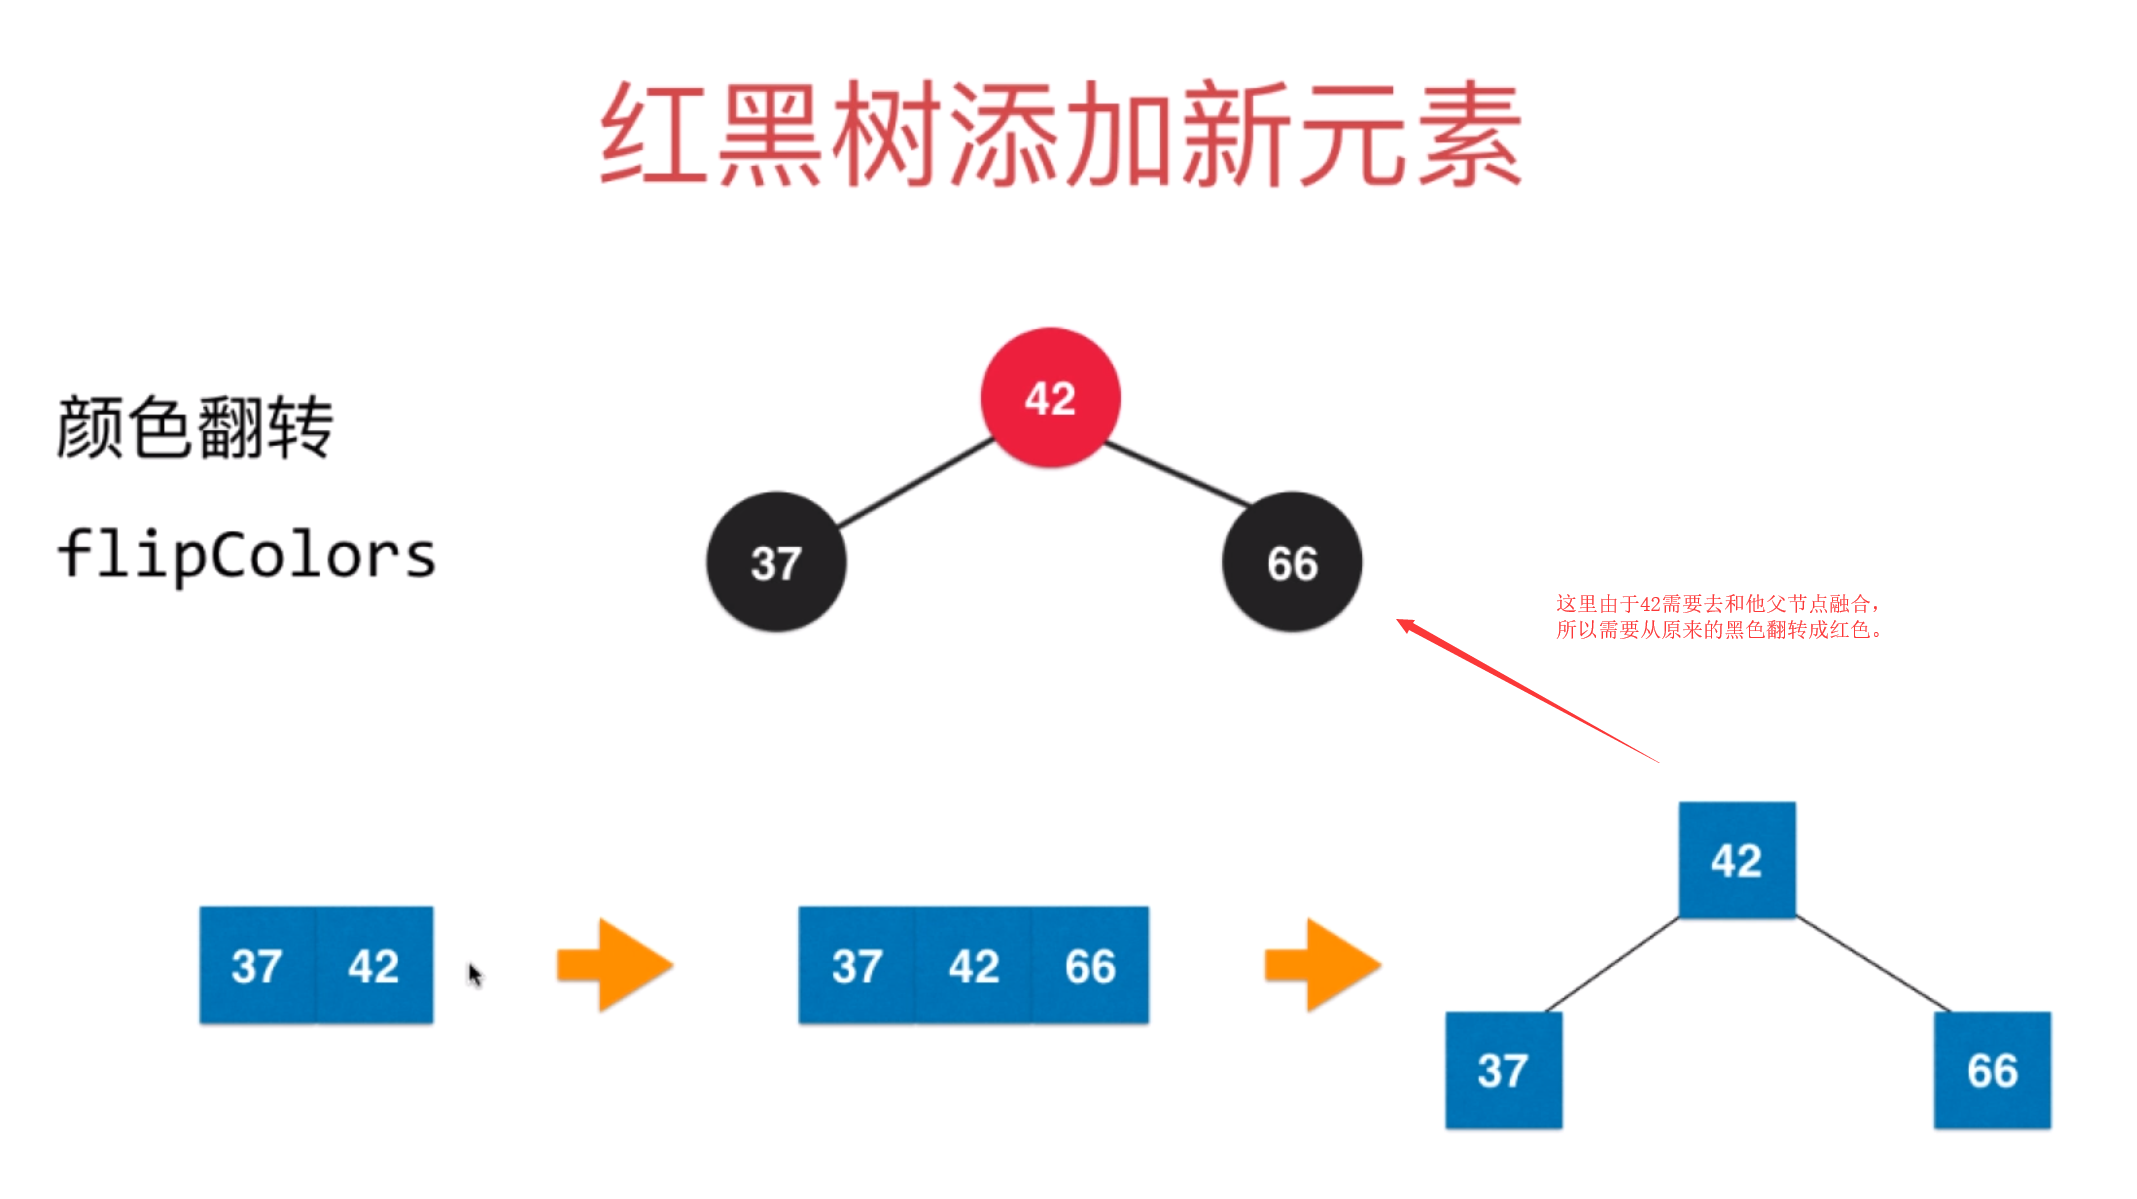 红黑树添加新元素
颜色翻转
flipColors
42
37
66
这里由于42需要去和他父节点融合，
所以需要从原来的黑色翻转成红色。
37 42
37 42 66
42
37
66